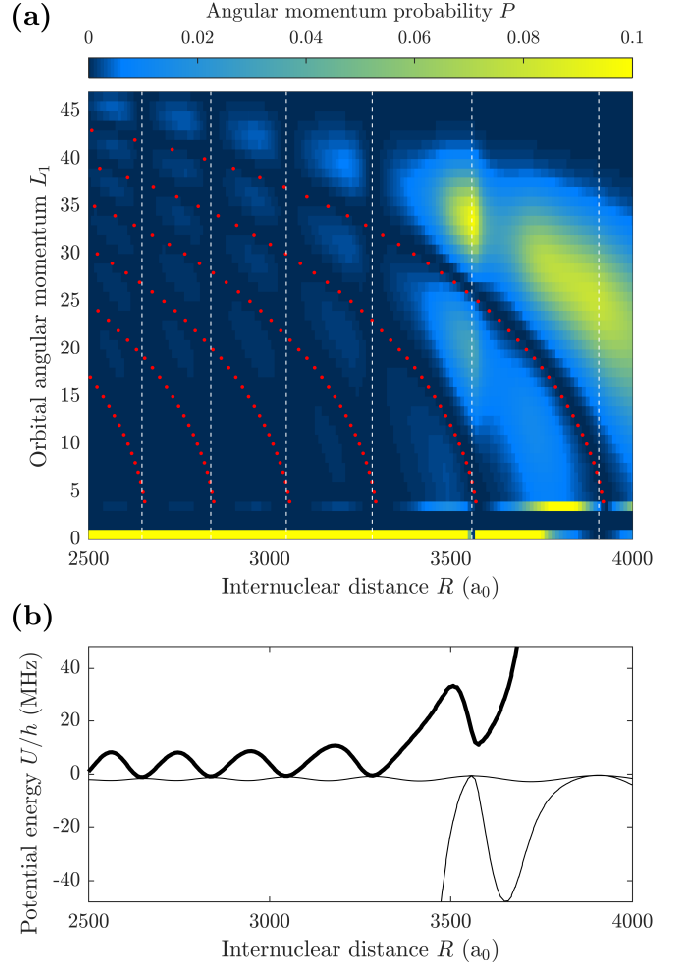 (a)
Angular momentum probability P
0 0.02 0.04 0.06 0.08 0.1
Orbital angular momentum L₁
45
40
35
30
25
20
15
10
5
0
2500 3000 3500 4000
Internuclear distance R (a₀)
(b)
Potential energy U/h (MHz)
40
20
0
-20
-40
2500 3000 3500 4000
Internuclear distance R (a₀)